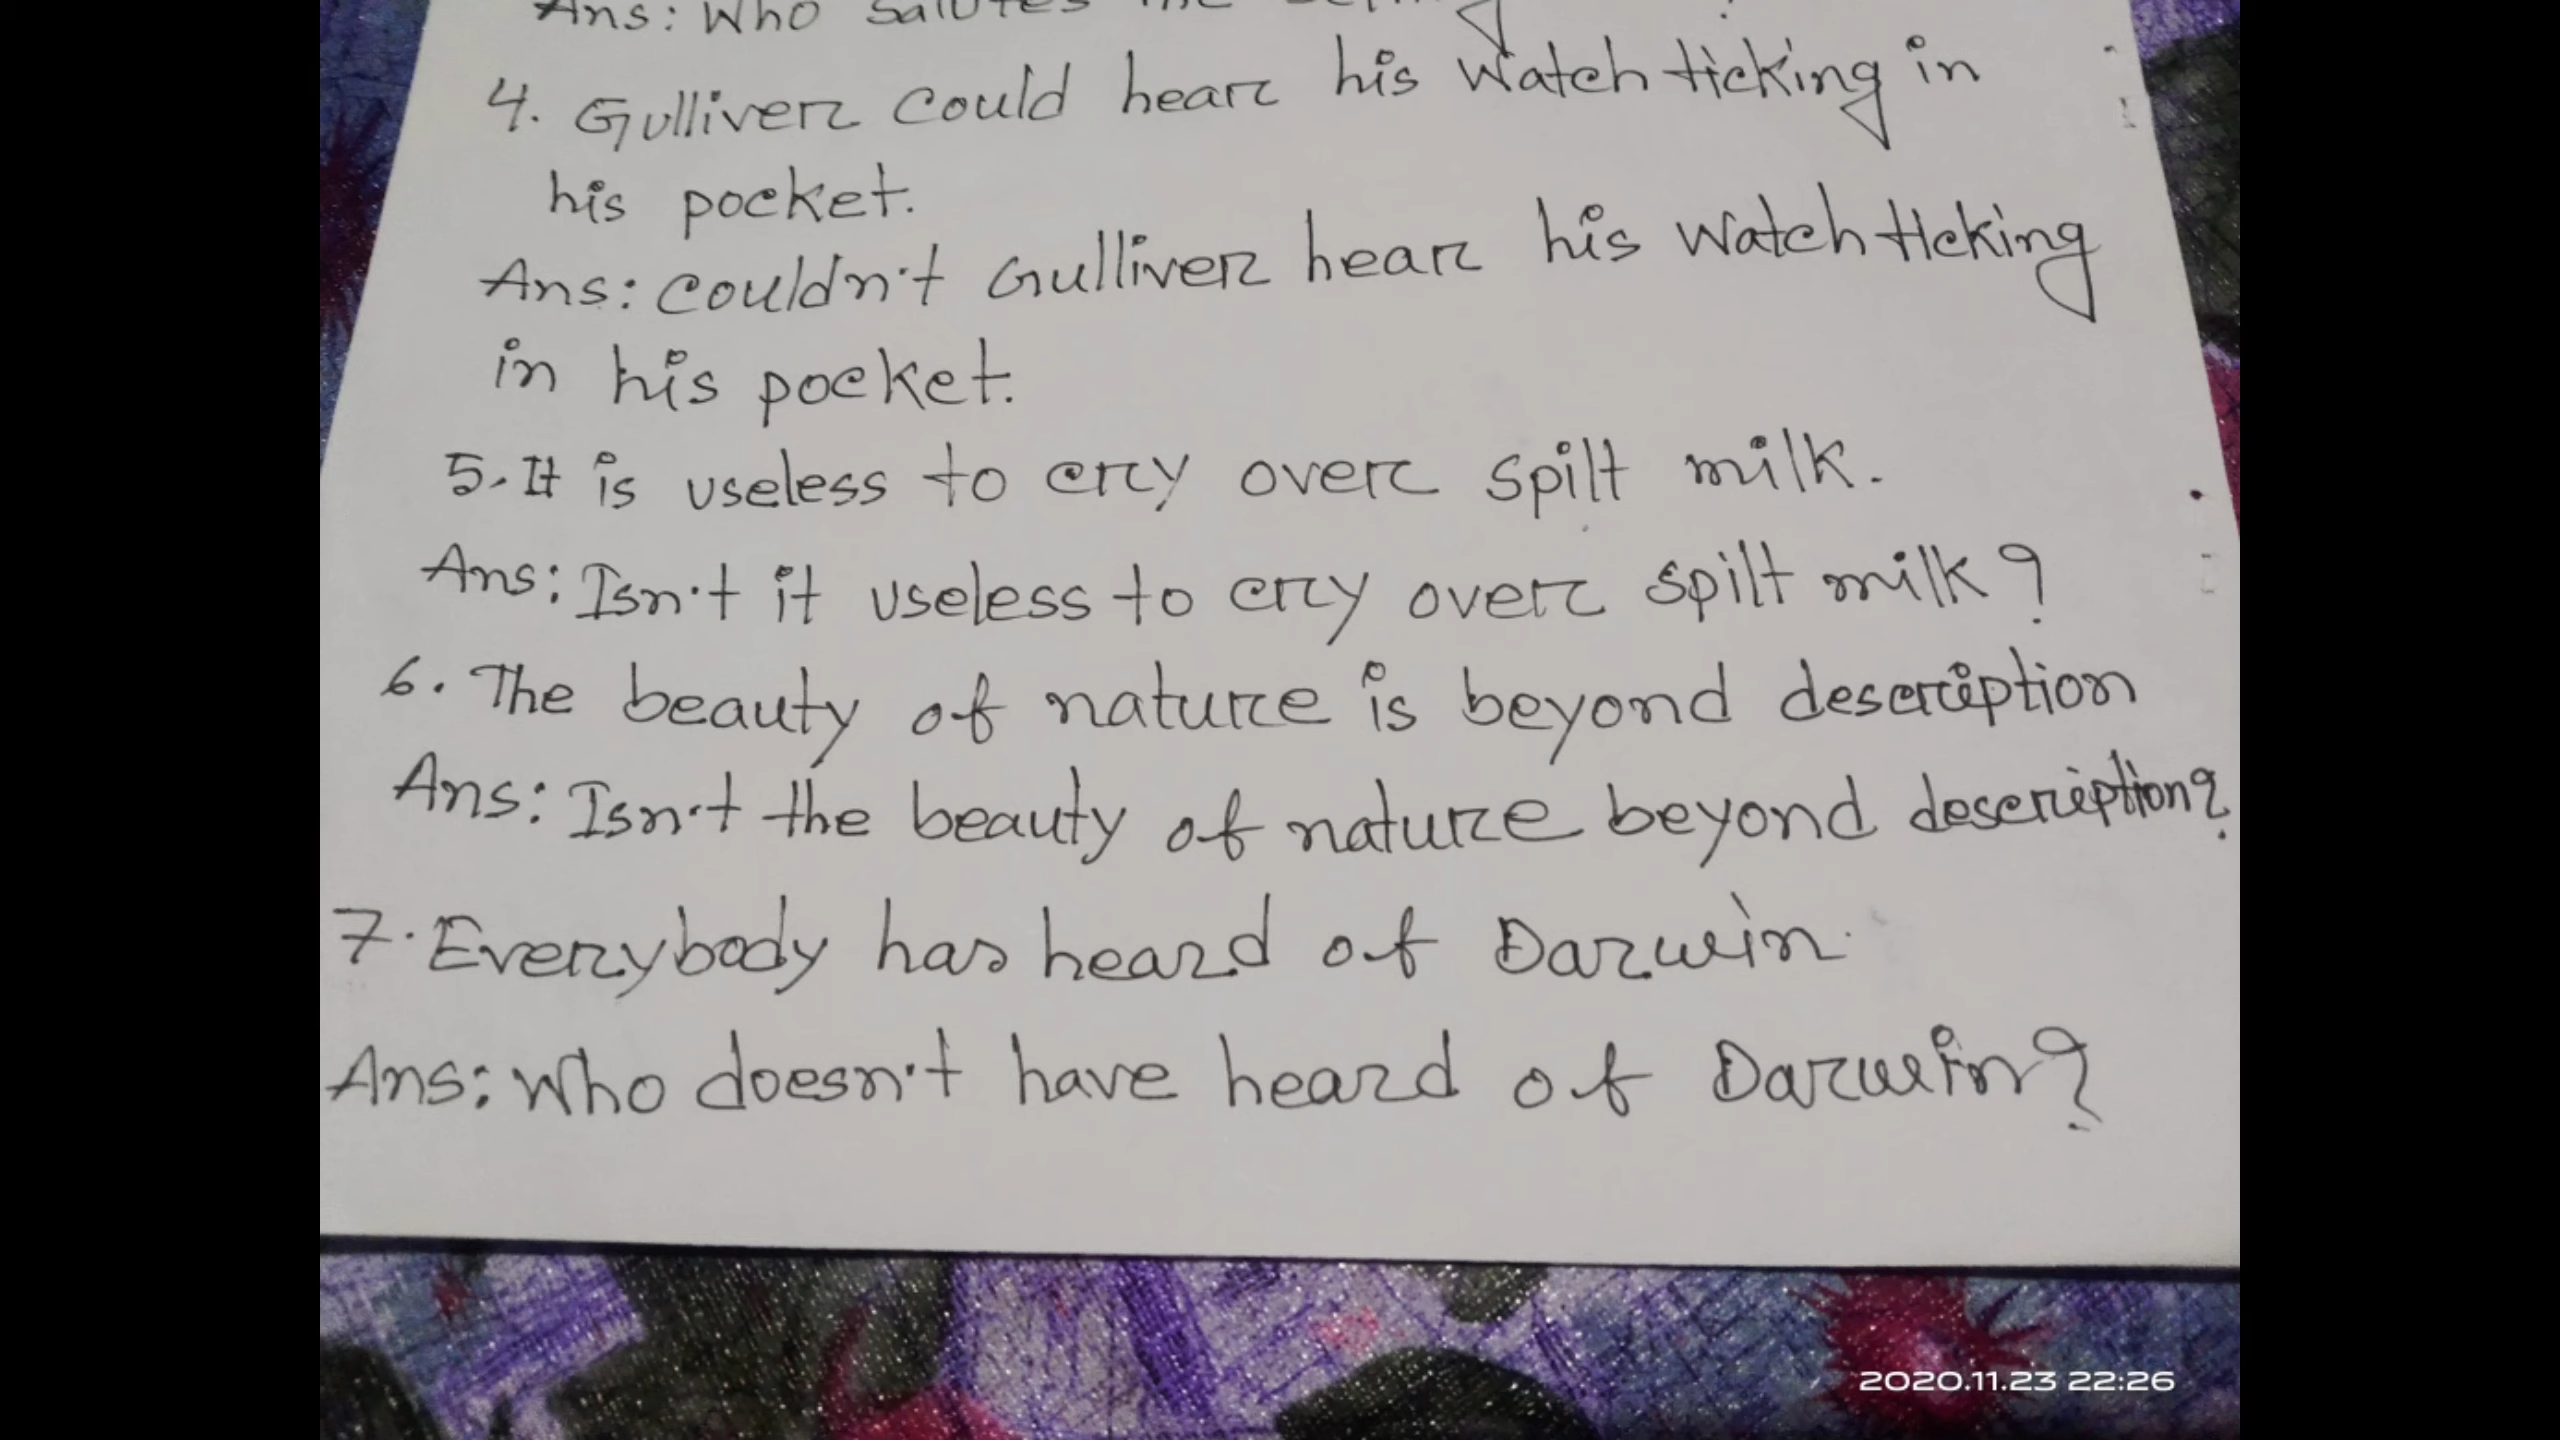 Ans: Who salutes the
4. Gulliver could hear his watch ticking in
his pocket.
Ans: Couldn't Gulliver hear his watch ticking
in his pocket.
5. It is useless to cry over spilt milk.
Ans: Isn't it useless to cry over spilt milk?
6. The beauty of nature is beyond description
Ans: Isn't the beauty of nature beyond description?
7. Everybody has heard of Darwin.
Ans: Who doesn't have heard of Darwin?
2020.11.23 22:26